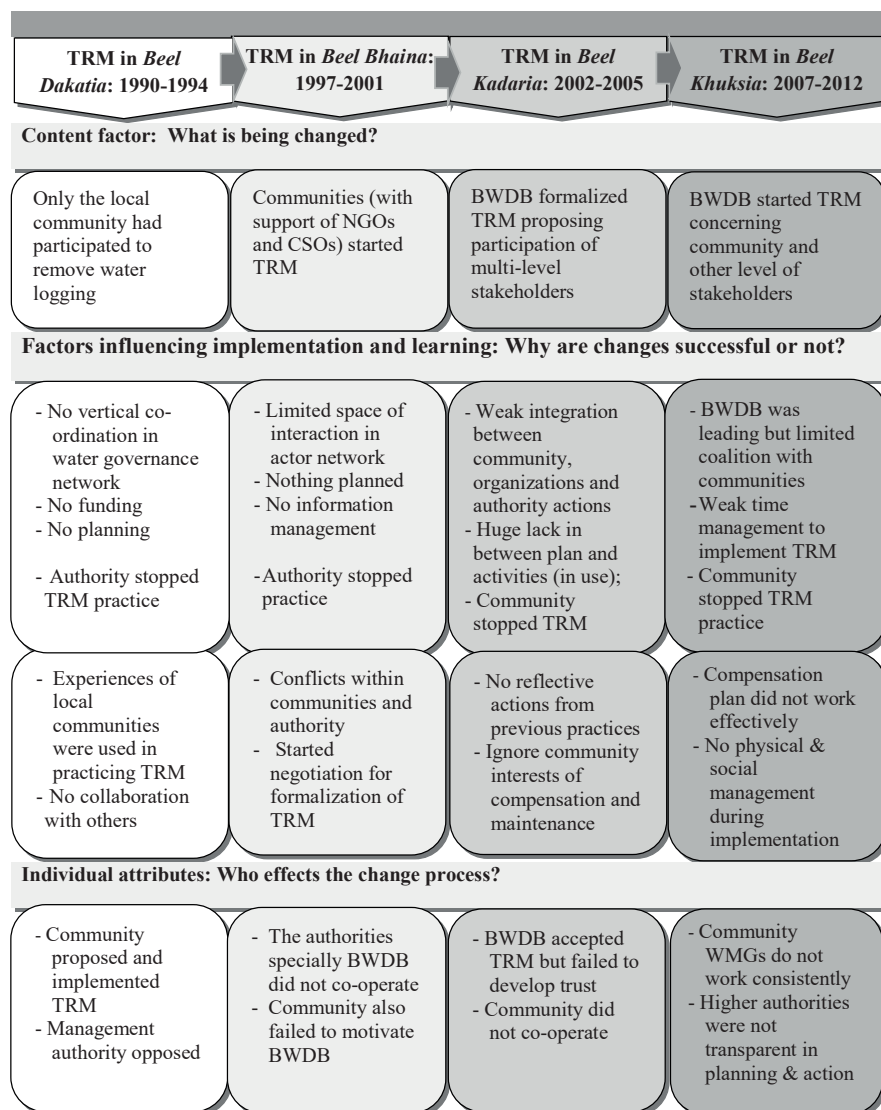 TRM in Beel
Dakatia: 1990-1994
TRM in Beel Bhaina:
1997-2001
TRM in Beel
Kadaria: 2002-2005
TRM in Beel
Khuksia: 2007-2012
Content factor: What is being changed?
Only the local
community had
participated to
remove water
logging
Communities (with
support of NGOs
and CSOs) started
TRM
BWDB formalized
TRM proposing
participation of
multi-level
stakeholders
BWDB started TRM
concerning
community and
other level of
stakeholders
Factors influencing implementation and learning: Why are changes successful or not?
- No vertical co-
ordination in
water governance
network
- No funding
- No planning
- Authority stopped
TRM practice
- Limited space of
interaction in
actor network
- Nothing planned
- No information
management
-Authority stopped
practice
- Weak integration
between
community,
organizations and
authority actions
- Huge lack in
between plan and
activities (in use);
- Community
stopped TRM
- BWDB was
leading but limited
coalition with
communities
-Weak time
management to
implement TRM
- Community
stopped TRM
practice
- Experiences of
local
communities
were used in
practicing TRM
- No collaboration
with others
- Conflicts within
communities and
authority
- Started
negotiation for
formalization of
TRM
- No reflective
actions from
previous practices
- Ignore community
interests of
compensation and
maintenance
- Compensation
plan did not work
effectively
- No physical &
social
management
during
implementation
Individual attributes: Who effects the change process?
- Community
proposed and
implemented
TRM
- Management
authority opposed
- The authorities
specially BWDB
did not co-operate
- Community also
failed to motivate
BWDB
- BWDB accepted
TRM but failed to
develop trust
- Community did
not co-operate
- Community
WMGs do not
work consistently
- Higher authorities
were not
transparent in
planning & action